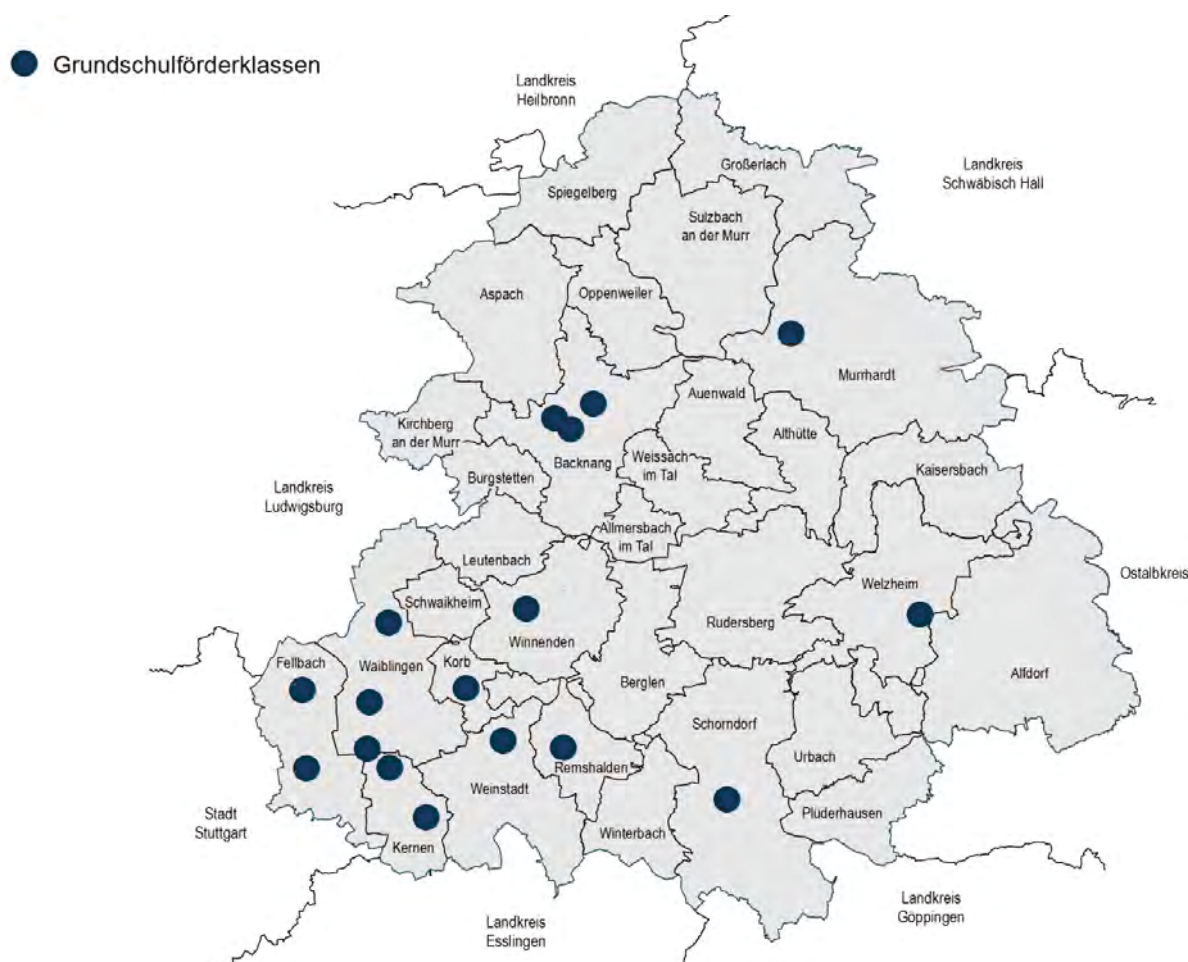 Grundschulförderklassen
Landkreis
Heilbronn
Landkreis
Schwäbisch Hall
Großerlach
Spiegelberg
Sulzbach
an der Murr
Aspach
Oppenweiler
Murrhardt
Auenwald
Kirchberg
an der Murr
Althütte
Backnang
Weissach
im Tal
Kaisersbach
Burgstetten
Landkreis
Ludwigsburg
Allmersbach
im Tal
Leutenbach
Ostalbkreis
Welzheim
Schwaikheim
Rudersberg
Winnenden
Fellbach
Waiblingen
Korb
Alfdorf
Berglen
Schorndorf
Urbach
Remshalden
Weinstadt
Plüderhausen
Stadt
Stuttgart
Winterbach
Kernen
Landkreis
Göppingen
Landkreis
Esslingen